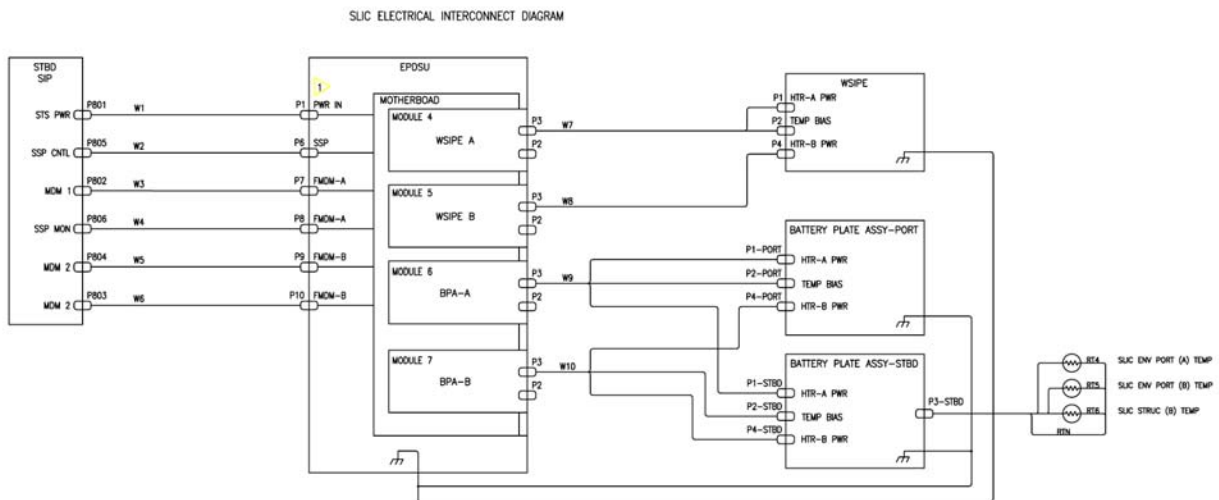 SLIC ELECTRICAL INTERCONNECT DIAGRAM
STBD
SIP
STS PWR
P801
W1
SSP CNTL
P805
W2
MDM 1
P802
W3
SSP MON
P806
W4
MDM 2
P804
W5
MDM 2
P803
W6
EPDSU
1
P1 PWR IN
P6 SSP
P7 FMDM-A
P8 FMDM-A
P9 FMDM-B
P10 FMDM-B
MOTHERBOAD
MODULE 4
WSIPE A
P3
P2
W7
MODULE 5
WSIPE B
P3
P2
W8
MODULE 6
BPA-A
P3
P2
W9
MODULE 7
BPA-B
P3
P2
W10
WSIPE
P1 HTR-A PWR
P2 TEMP BIAS
P4 HTR-B PWR
BATTERY PLATE ASSY-PORT
P1-PORT
HTR-A PWR
P2-PORT
TEMP BIAS
P4-PORT
HTR-B PWR
BATTERY PLATE ASSY-STBD
P1-STBD
HTR-A PWR
P2-STBD
TEMP BIAS
P4-STBD
HTR-B PWR
P3-STBD
RT4 SLIC ENV PORT (A) TEMP
RT5 SLIC ENV PORT (B) TEMP
RT6 SLIC STRUC (B) TEMP
RTN